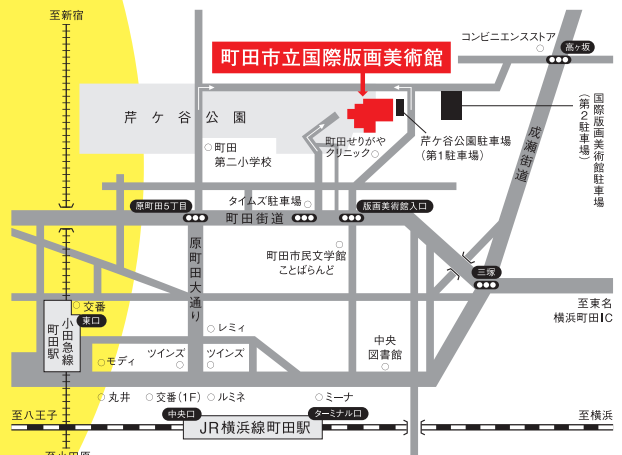 至新宿
コンビニエンスストア
高ヶ坂
町田市立国際版画美術館
芹ケ谷公園
町田
第二小学校
町田せりがや
クリニック
芹ケ谷公園駐車場
(第1駐車場)
国際版画美術館駐車場
(第2駐車場)
成瀬街道
タイムズ駐車場
原町田5丁目
版画美術館入口
町田街道
原町田大通り
町田市民文学館
ことばらんど
三塚
至東名
横浜町田IC
交番
東口
小田急線
町田駅
レミィ
モディ
ツインズ
ツインズ
中央
図書館
丸井
交番(1F)
ルミネ
ミーナ
至八王子
中央口
ターミナル口
至横浜
JR横浜線町田駅
至小田原